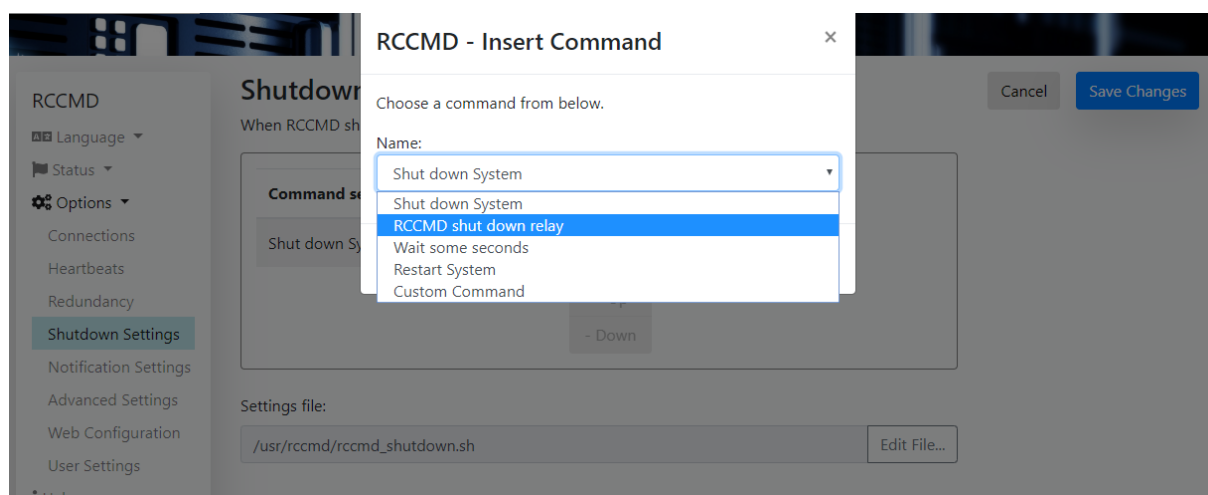 RCCMD - Insert Command ×
RCCMD
Language
Status
Options
Connections
Heartbeats
Redundancy
Shutdown Settings
Notification Settings
Advanced Settings
Web Configuration
User Settings
Shutdown
When RCCMD sh
Cancel
Save Changes
Choose a command from below.
Name:
Shut down System
Shut down System
RCCMD shut down relay
Wait some seconds
Restart System
Custom Command
Command se
Shut down Sy
- Down
Settings file:
/usr/rccmd/rccmd_shutdown.sh
Edit File...